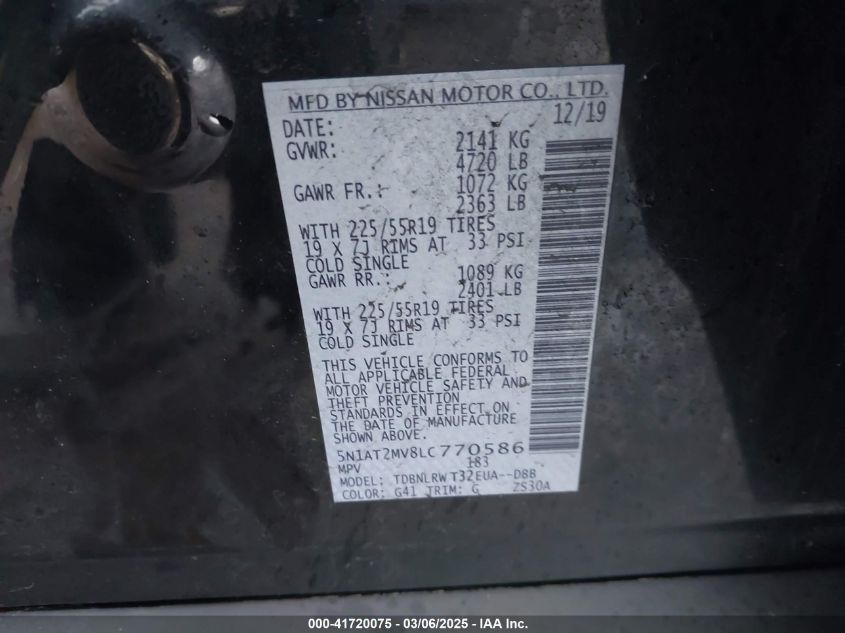 MFD BY NISSAN MOTOR CO., LTD.
DATE: 12/19
GVWR: 2141 KG
4720 LB
GAWR FR.: 1072 KG
2363 LB
WITH 225/55R19 TIRES
19 X 7J RIMS AT 33 PSI
COLD SINGLE
GAWR RR.: 1089 KG
2401 LB
WITH 225/55R19 TIRES
19 X 7J RIMS AT 33 PSI
COLD SINGLE
THIS VEHICLE CONFORMS TO
ALL APPLICABLE FEDERAL
MOTOR VEHICLE SAFETY AND
THEFT PREVENTION
STANDARDS IN EFFECT ON
THE DATE OF MANUFACTURE
SHOWN ABOVE.
5N1AT2MV8LC770586
MPV 183
MODEL: TDBNLRW T32EUA--DBB
COLOR: G41 TRIM: G ZS30A
000-41720075 - 03/06/2025 - IAA Inc.